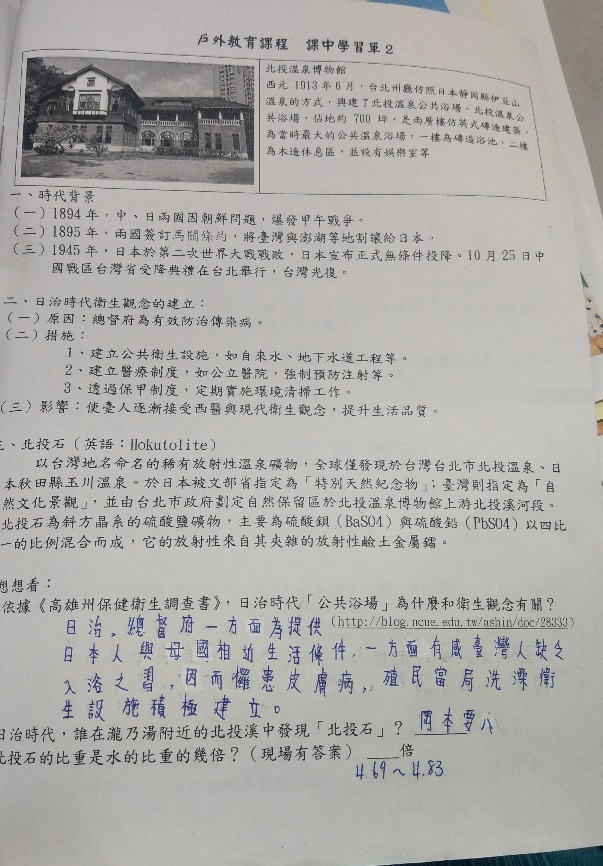 戶外教育課程 課中學習單2
北投溫泉博物館
西元1913年6月,台北州廳仿照日本靜岡縣伊豆山
溫泉的方式,興建了北投溫泉公共浴場。北投溫泉公
共浴場,佔地約700坪,是兩層樓仿英式磚造建築,
為當時最大的公共溫泉浴場,一樓為磚造浴池,二樓
為木造休息區,並設有娛樂室等
一、時代背景
(一)1894年,中、日兩國因朝鮮問題,爆發甲午戰爭。
(二)1895年,兩國簽訂馬關條約,將臺灣與澎湖等地割讓給日本。
(三)1945年,日本於第二次世界大戰戰敗,日本宣布正式無條件投降。10月25日中
國戰區台灣省受降典禮在台北舉行,台灣光復。
二、日治時代衛生觀念的建立:
(一)原因:總督府為有效防治傳染病。
(二)措施:
1、建立公共衛生設施,如自來水、地下水道工程等。
2、建立醫療制度,如公立醫院,強制預防注射等。
3、透過保甲制度,定期實施環境清掃工作。
(三)影響:使臺人逐漸接受西醫與現代衛生觀念,提升生活品質。
三、北投石(英語:Hokutolite)
以台灣地名命名的稀有放射性溫泉礦物,全球僅發現於台灣台北市北投溫泉、日
本秋田縣玉川溫泉。於日本被文部省指定為「特別天然紀念物」;臺灣則指定為「自
然文化景觀」,並由台北市政府劃定自然保留區於北投溫泉博物館上游北投溪河段。
北投石為斜方晶系的硫酸鹽礦物,主要為硫酸鋇(BaSO4)與硫酸鉛(PbSO4)以四比
一的比例混合而成,它的放射性來自其夾雜的放射性鹼土金屬鐳。
想想看:
依據《高雄州保健衛生調查書》,日治時代「公共浴場」為什麼和衛生觀念有關?
(http://blog.ncue.edu.tw/ashin/doc/28333)
日治,總督府一方面為提供
日本人與母國相近生活條件,一方面有感臺灣人缺乏
入浴之習,因而罹患皮膚病,,殖民當局洗澡衛
生設施積極建立。
日治時代,誰在瀧乃湯附近的北投溪中發現「北投石」? 岡本要八
北投石的比重是水的比重的幾倍?(現場有答案) 倍
4.69~4.83